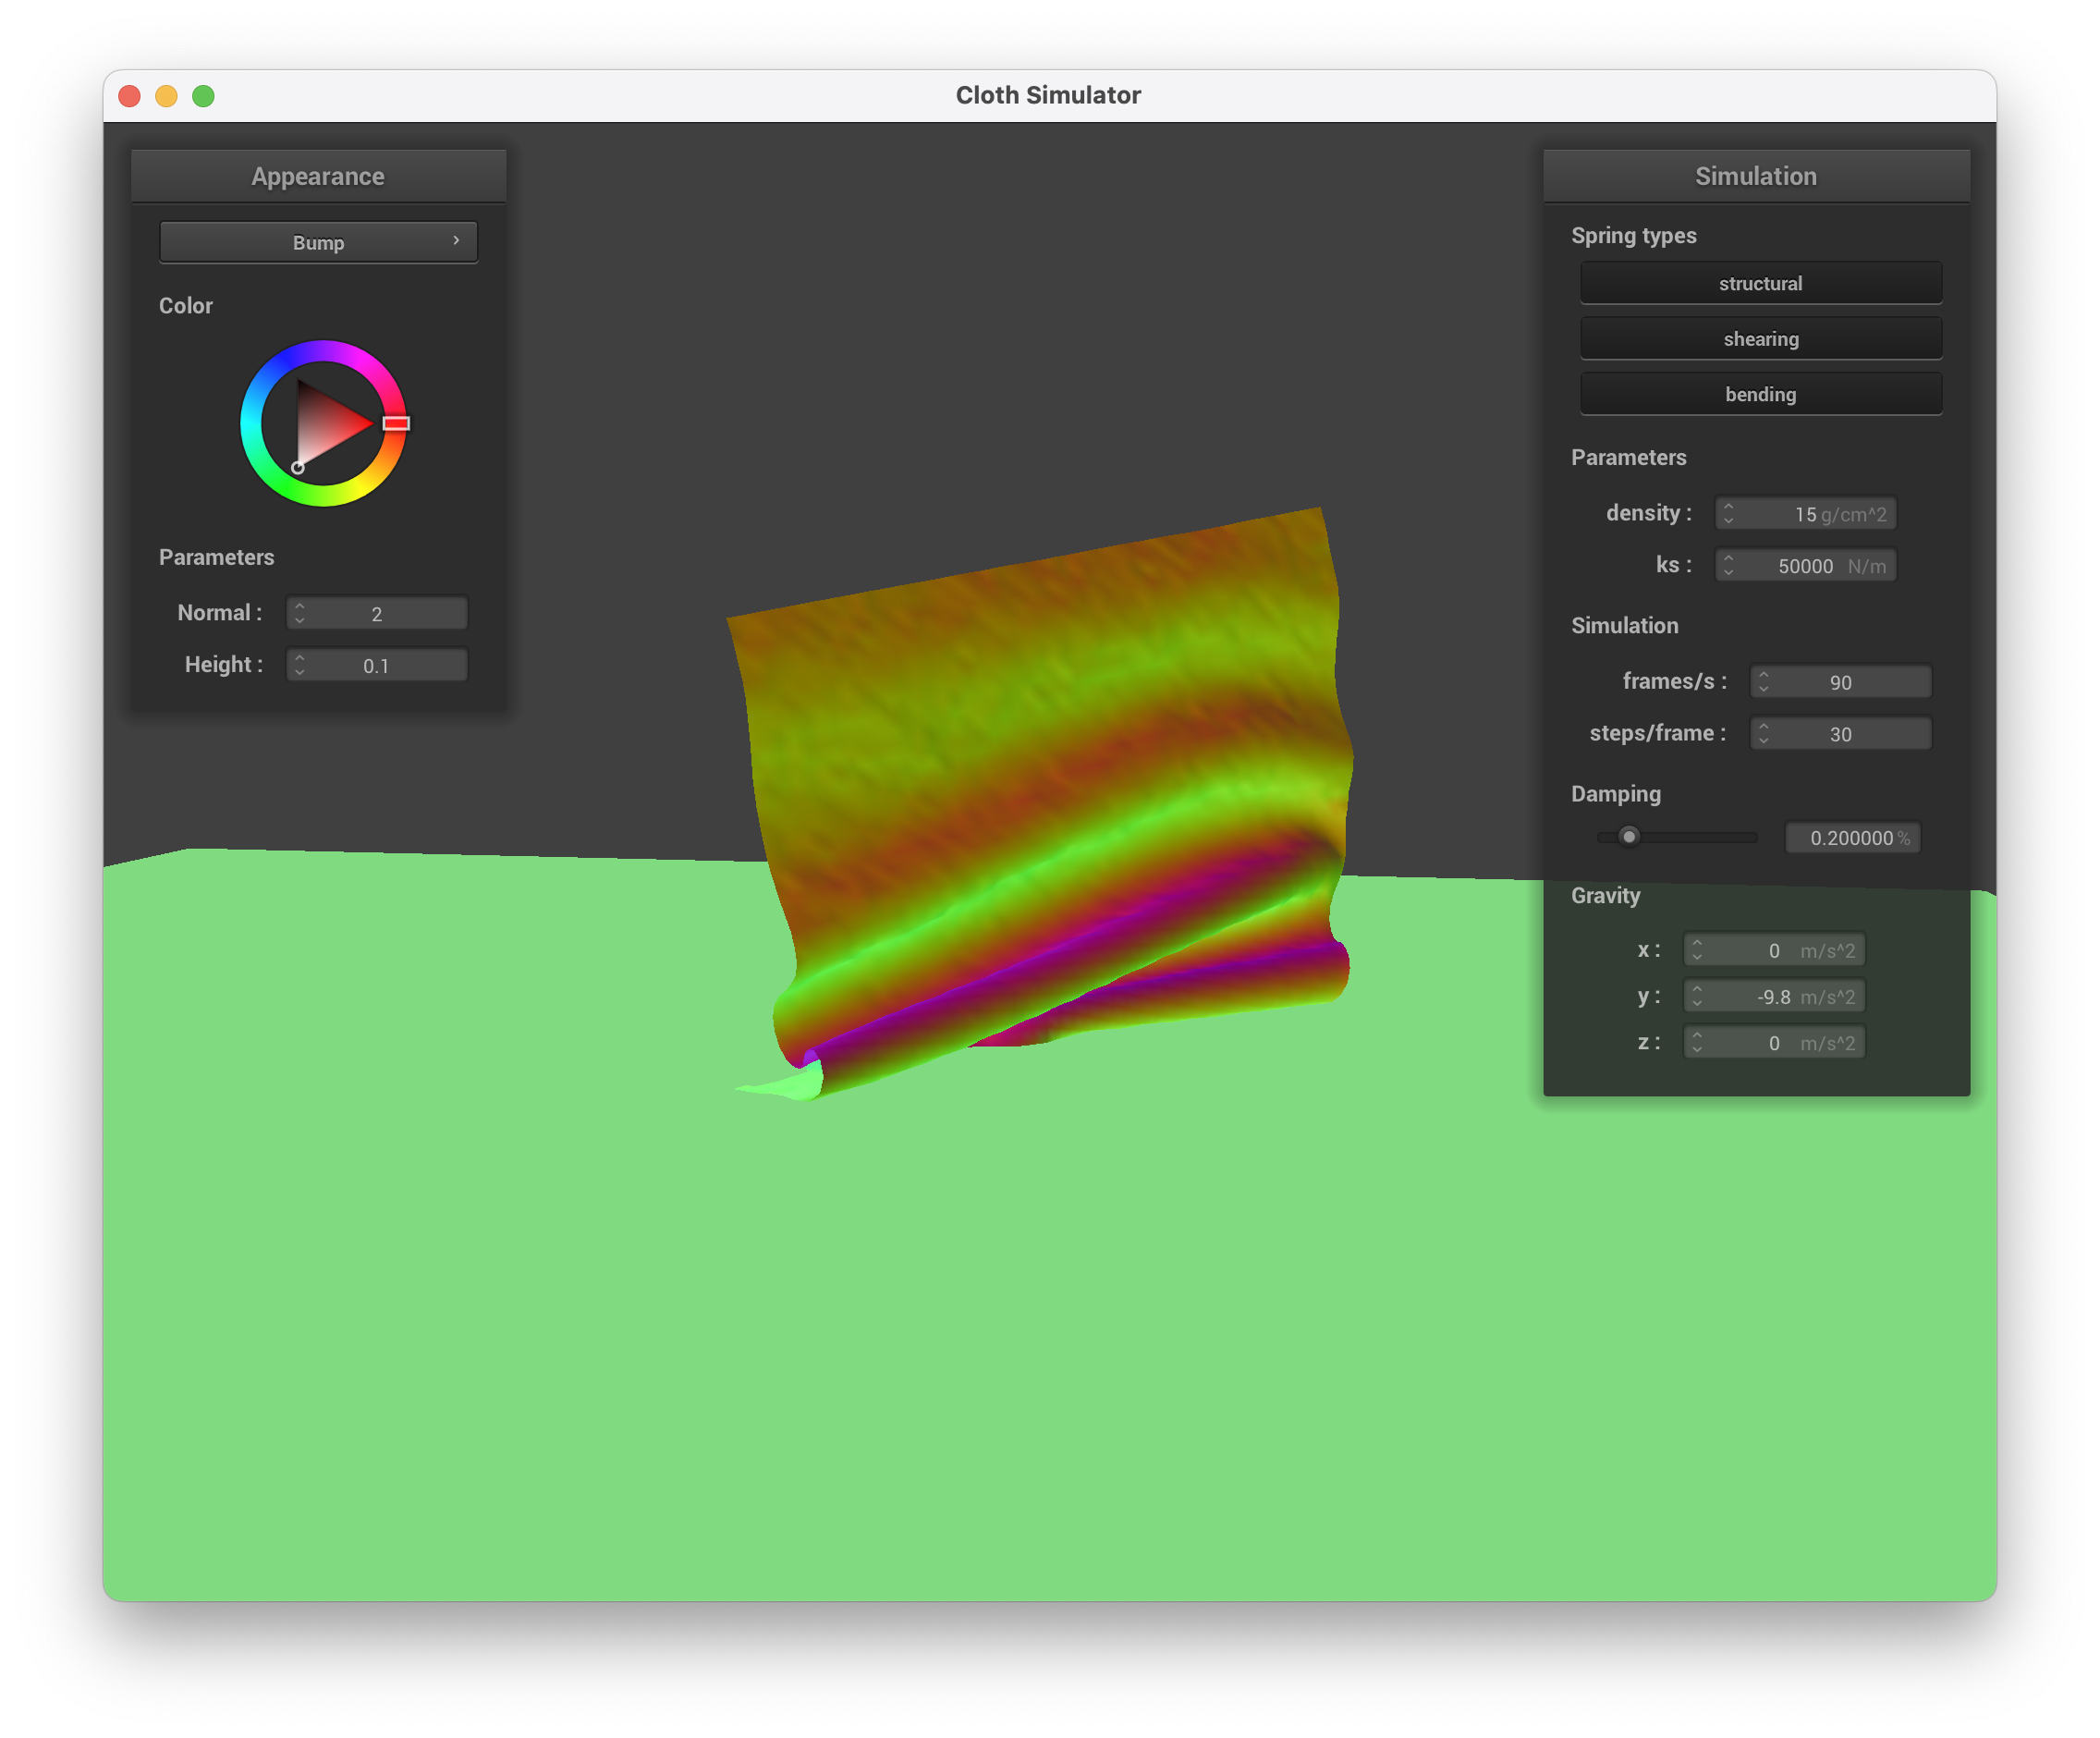 Cloth Simulator
Appearance
Bump
Color
Parameters
Normal : 2
Height : 0.1
Simulation
Spring types
structural
shearing
bending
Parameters
density : 15 g/cm^2
ks : 50000 N/m
Simulation
frames/s : 90
steps/frame : 30
Damping
0.200000 %
Gravity
x : 0 m/s^2
y : -9.8 m/s^2
z : 0 m/s^2